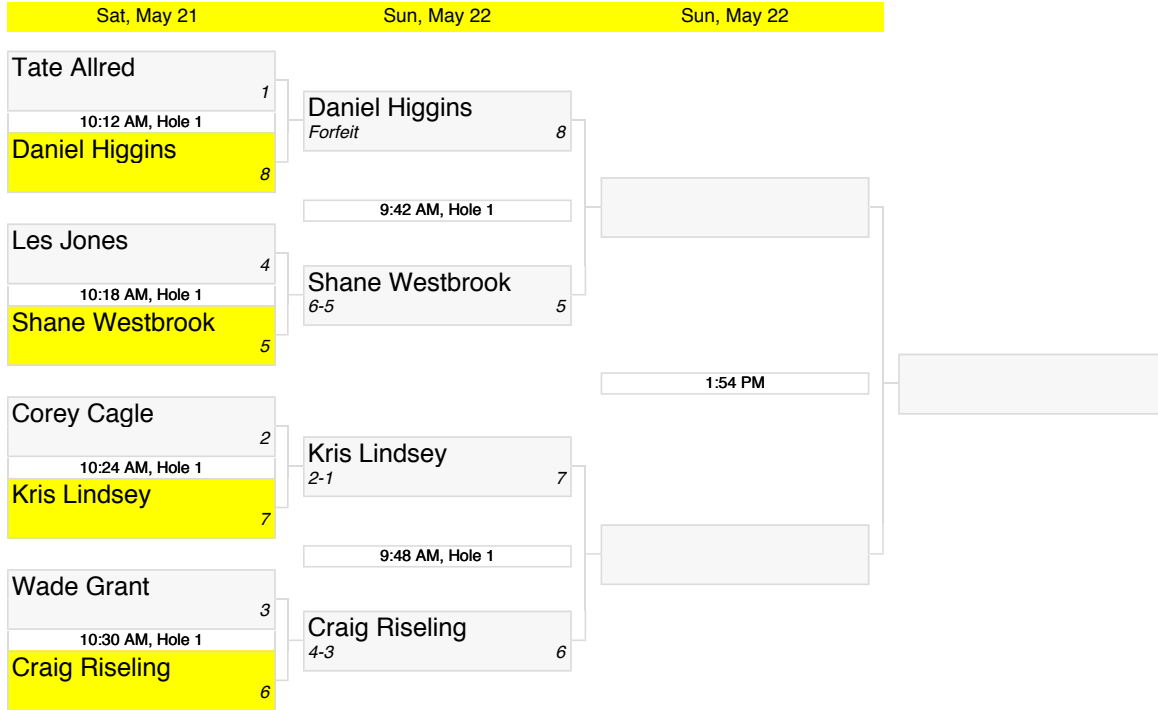 Sat, May 21
Sun, May 22
Sun, May 22
Tate Allred
1
10:12 AM, Hole 1
Daniel Higgins
8
Les Jones
4
10:18 AM, Hole 1
Shane Westbrook
5
Corey Cagle
2
10:24 AM, Hole 1
Kris Lindsey
7
Wade Grant
3
10:30 AM, Hole 1
Craig Riseling
6
Daniel Higgins
Forfeit 8
9:42 AM, Hole 1
Shane Westbrook
6-5 5
Kris Lindsey
2-1 7
9:48 AM, Hole 1
Craig Riseling
4-3 6
1:54 PM